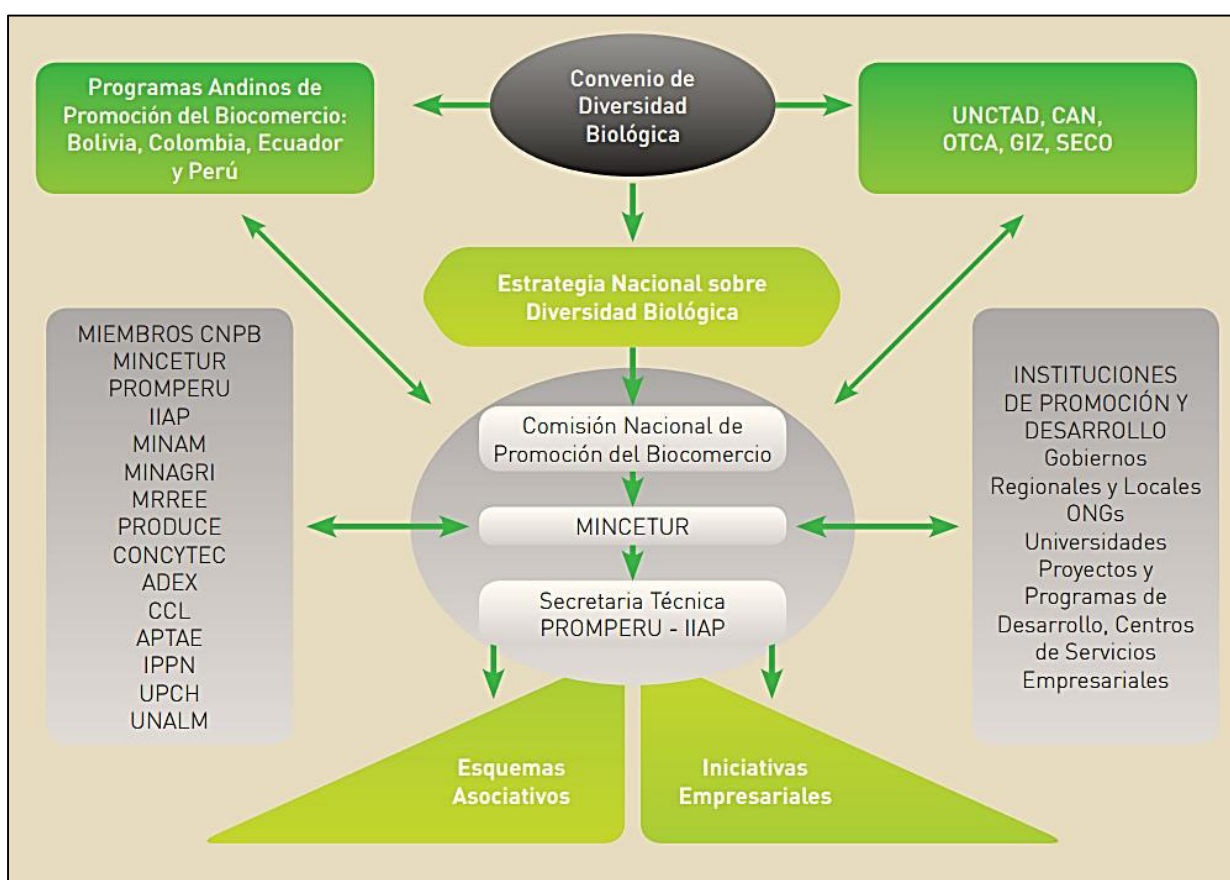 Convenio de
Diversidad
Biológica
Programas Andinos de
Promoción del Biocomercio:
Bolivia, Colombia, Ecuador
y Perú
UNCTAD, CAN,
OTCA, GIZ, SECO
Estrategia Nacional sobre
Diversidad Biológica
MIEMBROS CNPB
MINCETUR
PROMPERU
IIAP
MINAM
MINAGRI
MRREE
PRODUCE
CONCYTEC
ADEX
CCL
APTAE
IPPN
UPCH
UNALM
Comisión Nacional de
Promoción del Biocomercio
MINCETUR
Secretaria Técnica
PROMPERU - IIAP
INSTITUCIONES
DE PROMOCIÓN Y
DESARROLLO
Gobiernos
Regionales y Locales
ONGs
Universidades
Proyectos y
Programas de
Desarrollo, Centros
de Servicios
Empresariales
Esquemas
Asociativos
Iniciativas
Empresariales